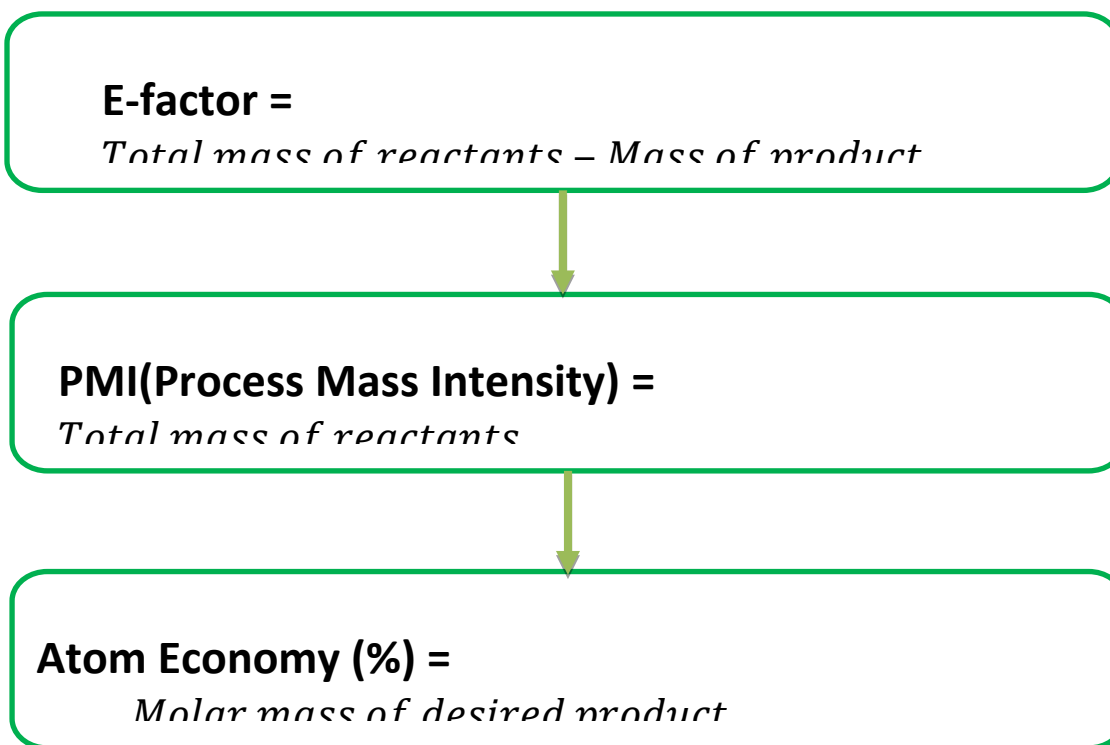 E-factor =
Total mass of reactants – Mass of product
PMI(Process Mass Intensity) =
Total mass of reactants
Atom Economy (%) =
Molar mass of desired product